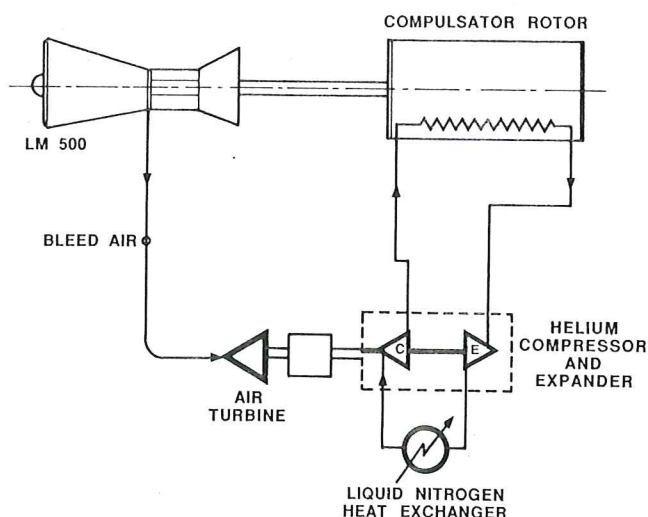 COMPULSATOR ROTOR
LM 500
BLEED AIR
C
E
HELIUM
COMPRESSOR
AND
EXPANDER
AIR
TURBINE
LIQUID NITROGEN
HEAT EXCHANGER